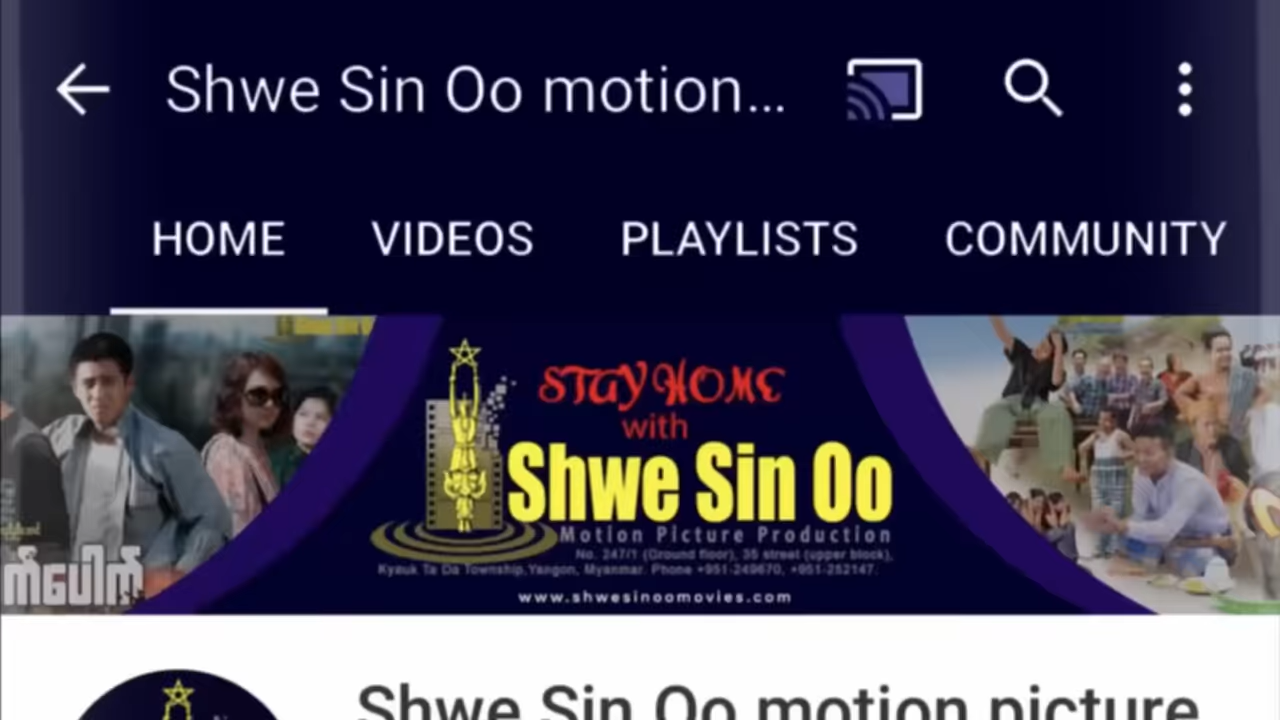 Shwe Sin Oo motion...
HOME VIDEOS PLAYLISTS COMMUNITY
STAY HOME
with
Shwe Sin Oo
Motion Picture Production
No. 247/1 (Ground floor), 35 street (upper block),
Kyauk Ta Da Township,Yangon, Myanmar. Phone +951-249670, +951-252147.
www.shwesinoomovies.com
Shwe Sin Oo motion picture